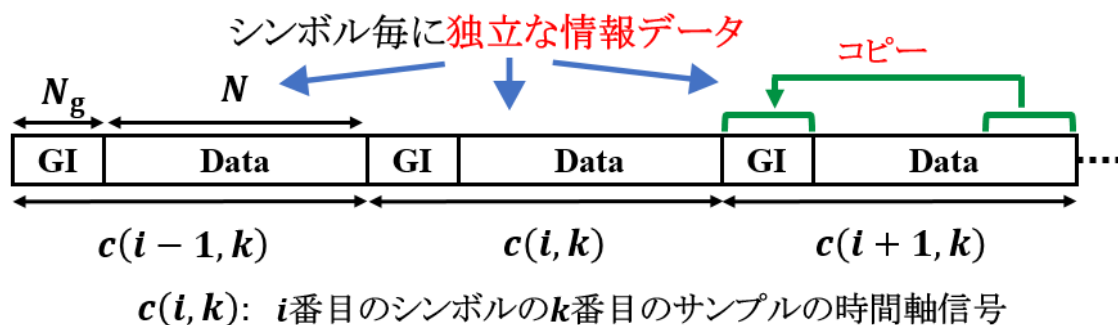 シンボル毎に独立な情報データ
コピー
N_g N
GI Data GI Data GI Data ....
c(i − 1, k) c(i, k) c(i + 1, k)
c(i, k): i番目のシンボルのk番目のサンプルの時間軸信号